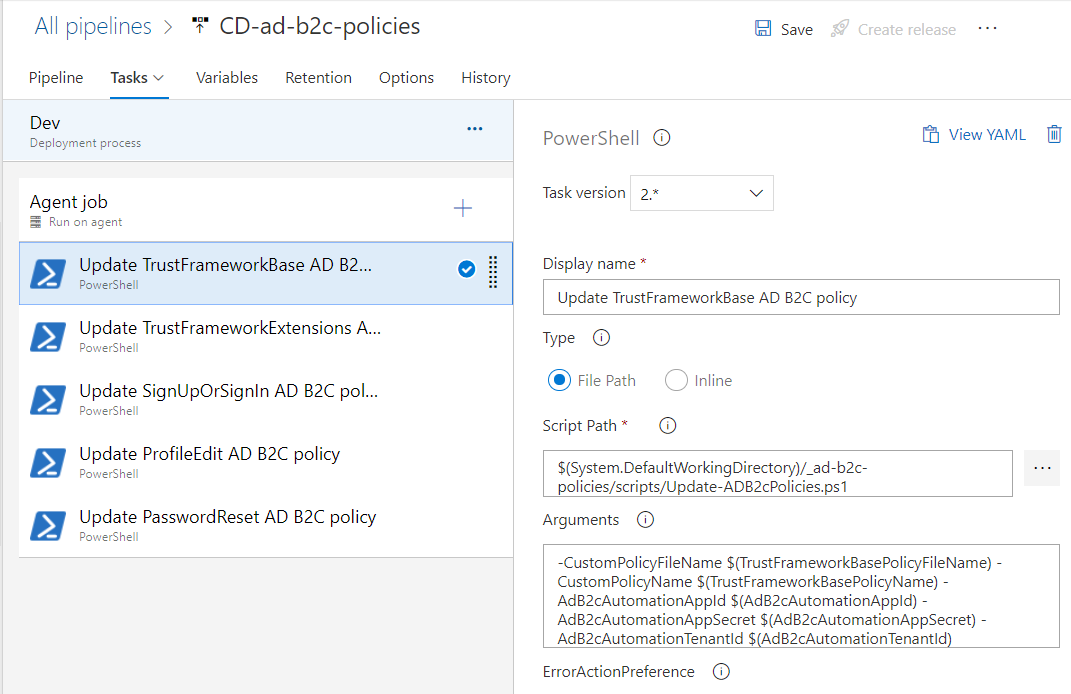 All pipelines > CD-ad-b2c-policies
Save
Create release
...
Pipeline
Tasks
Variables
Retention
Options
History
Dev
Deployment process
...
Agent job
Run on agent
Update TrustFrameworkBase AD B2...
PowerShell
Update TrustFrameworkExtensions A...
PowerShell
Update SignUpOrSignIn AD B2C pol...
PowerShell
Update ProfileEdit AD B2C policy
PowerShell
Update PasswordReset AD B2C policy
PowerShell
PowerShell
View YAML
Task version
2.*
Display name *
Update TrustFrameworkBase AD B2C policy
Type
File Path
Inline
Script Path *
$(System.DefaultWorkingDirectory)/_ad-b2c-
policies/scripts/Update-ADB2cPolicies.ps1
...
Arguments
-CustomPolicyFileName $(TrustFrameworkBasePolicyFileName) -
CustomPolicyName $(TrustFrameworkBasePolicyName) -
AdB2cAutomationAppId $(AdB2cAutomationAppId) -
AdB2cAutomationAppSecret $(AdB2cAutomationAppSecret) -
AdB2cAutomationTenantId $(AdB2cAutomationTenantId)
ErrorActionPreference